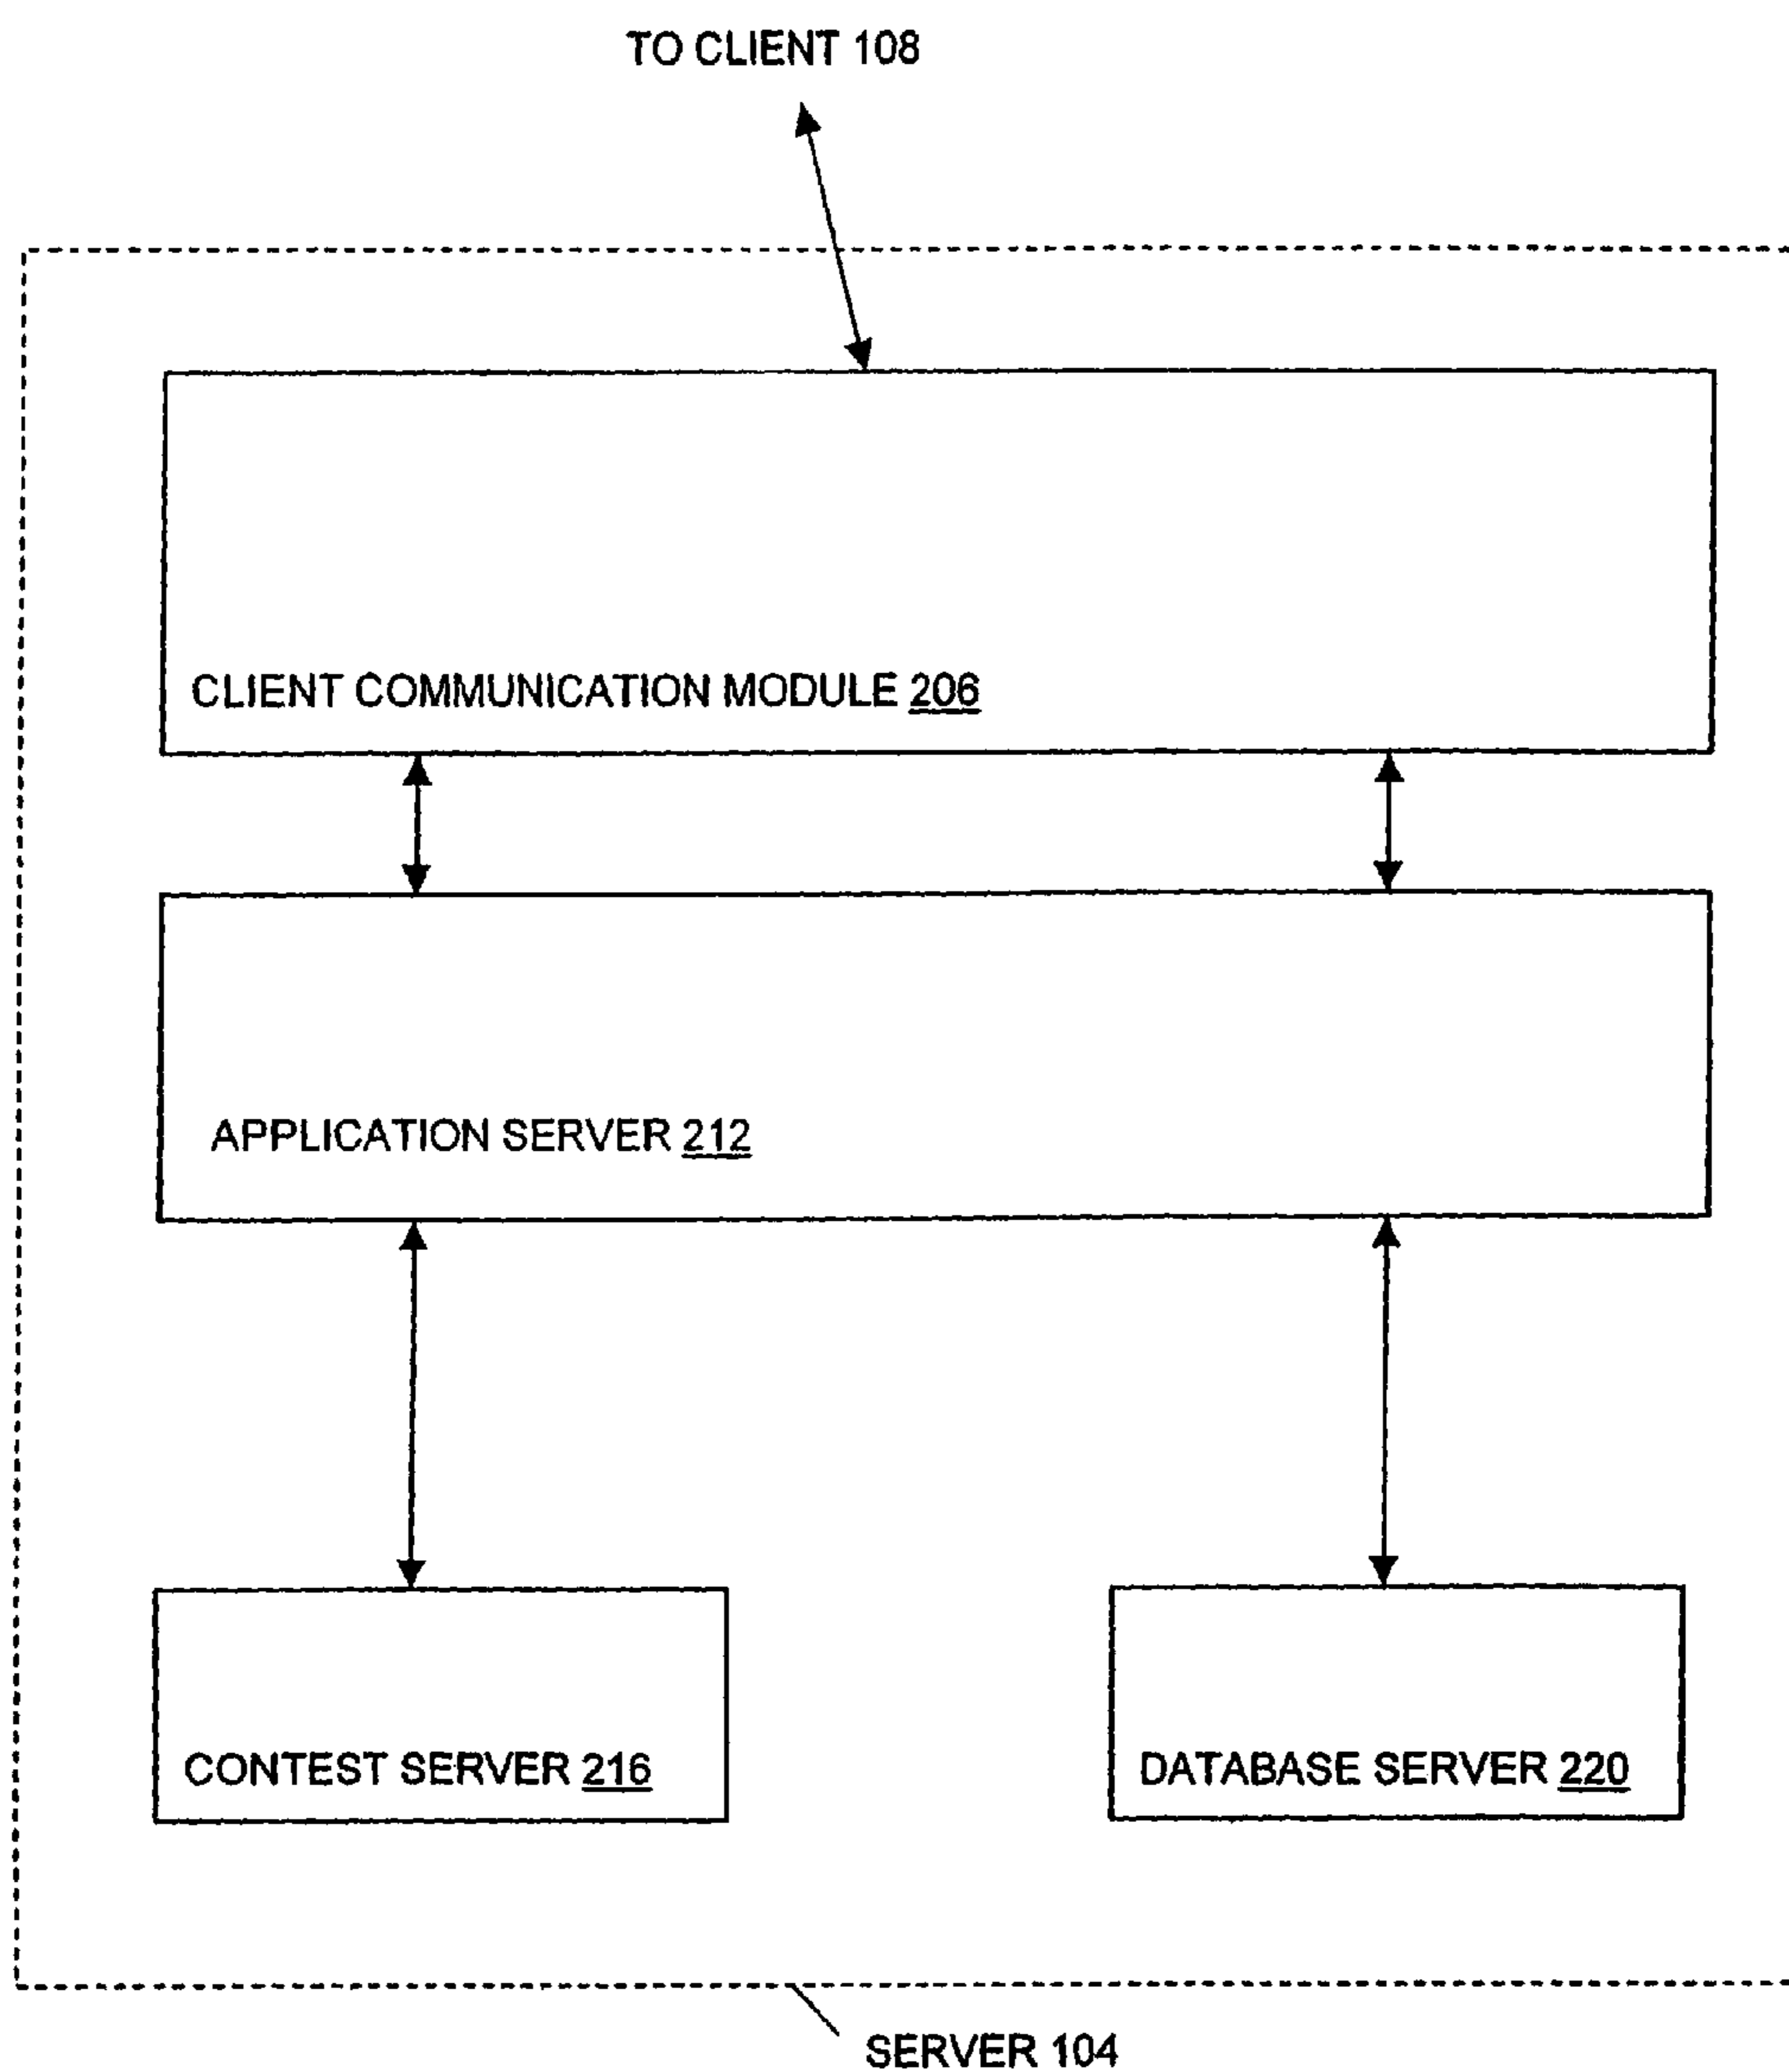 TO CLIENT 108
CLIENT COMMUNICATION MODULE 206
APPLICATION SERVER 212
CONTEST SERVER 216
DATABASE SERVER 220
SERVER 104